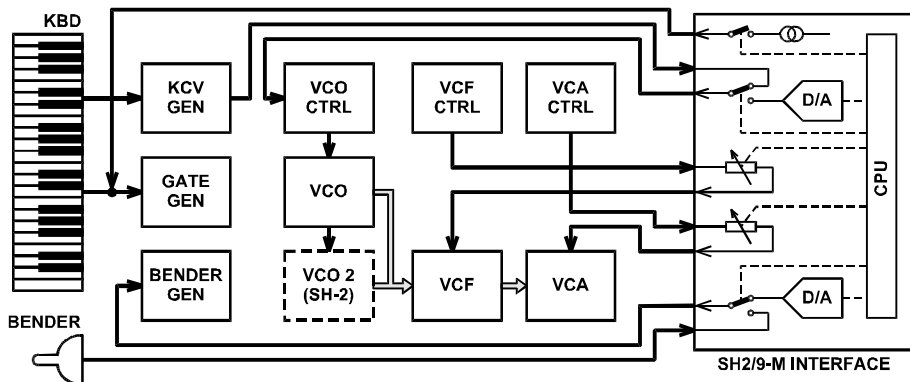 KBD
KCV
GEN
VCO
CTRL
VCF
CTRL
VCA
CTRL
D/A
GATE
GEN
VCO
CPU
BENDER
GEN
VCO 2
(SH-2)
VCF
VCA
D/A
BENDER
SH2/9-M INTERFACE